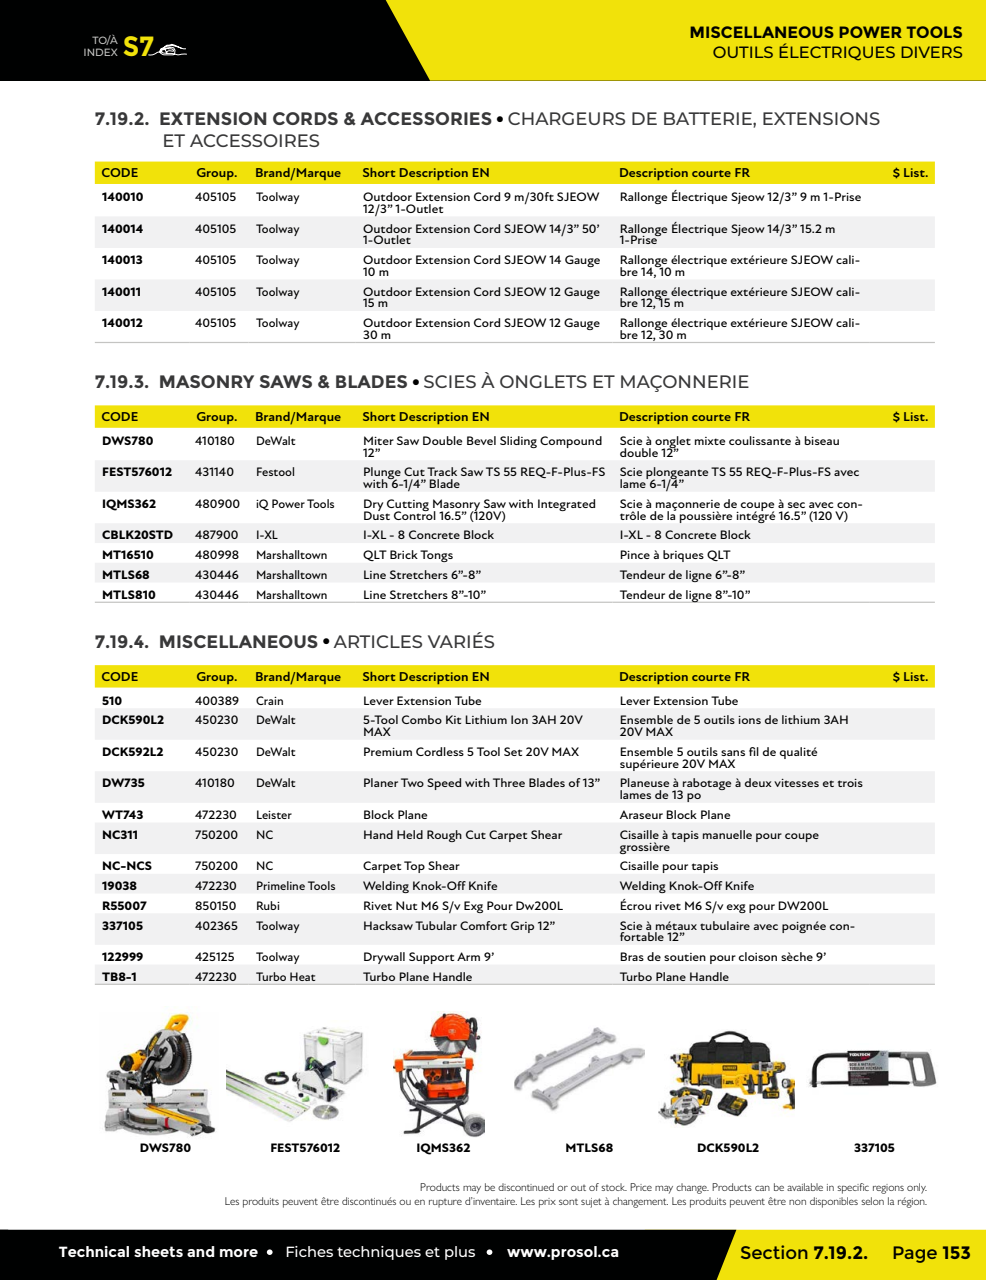 TO/À
INDEX S7
MISCELLANEOUS POWER TOOLS
OUTILS ÉLECTRIQUES DIVERS
7.19.2. EXTENSION CORDS & ACCESSORIES • CHARGEURS DE BATTERIE, EXTENSIONS
ET ACCESSOIRES
CODE Group. Brand/Marque Short Description EN Description courte FR $ List.
140010 405105 Toolway Outdoor Extension Cord 9 m/30ft SJEOW Rallonge Électrique Sjeow 12/3” 9 m 1-Prise
12/3” 1-Outlet
140014 405105 Toolway Outdoor Extension Cord SJEOW 14/3” 50’ Rallonge Électrique Sjeow 14/3” 15.2 m
1-Outlet 1-Prise
140013 405105 Toolway Outdoor Extension Cord SJEOW 14 Gauge Rallonge électrique extérieure SJEOW cali-
10 m bre 14, 10 m
140011 405105 Toolway Outdoor Extension Cord SJEOW 12 Gauge Rallonge électrique extérieure SJEOW cali-
15 m bre 12, 15 m
140012 405105 Toolway Outdoor Extension Cord SJEOW 12 Gauge Rallonge électrique extérieure SJEOW cali-
30 m bre 12, 30 m
7.19.3. MASONRY SAWS & BLADES • SCIES À ONGLETS ET MAÇONNERIE
CODE Group. Brand/Marque Short Description EN Description courte FR $ List.
DWS780 410180 DeWalt Miter Saw Double Bevel Sliding Compound Scie à onglet mixte coulissante à biseau
12” double 12”
FEST576012 431140 Festool Plunge Cut Track Saw TS 55 REQ-F-Plus-FS Scie plongeante TS 55 REQ-F-Plus-FS avec
with 6-1/4” Blade lame 6-1/4”
IQMS362 480900 iQ Power Tools Dry Cutting Masonry Saw with Integrated Scie à maçonnerie de coupe à sec avec con-
Dust Control 16.5” (120V) trôle de la poussière intégré 16.5” (120 V)
CBLK20STD 487900 I-XL I-XL - 8 Concrete Block I-XL - 8 Concrete Block
MT16510 480998 Marshalltown QLT Brick Tongs Pince à briques QLT
MTLS68 430446 Marshalltown Line Stretchers 6”-8” Tendeur de ligne 6”-8”
MTLS810 430446 Marshalltown Line Stretchers 8”-10” Tendeur de ligne 8”-10”
7.19.4. MISCELLANEOUS • ARTICLES VARIÉS
CODE Group. Brand/Marque Short Description EN Description courte FR $ List.
510 400389 Crain Lever Extension Tube Lever Extension Tube
DCK590L2 450230 DeWalt 5-Tool Combo Kit Lithium Ion 3AH 20V Ensemble de 5 outils ions de lithium 3AH
MAX 20V MAX
DCK592L2 450230 DeWalt Premium Cordless 5 Tool Set 20V MAX Ensemble 5 outils sans fil de qualité
supérieure 20V MAX
DW735 410180 DeWalt Planer Two Speed with Three Blades of 13” Planeuse à rabotage à deux vitesses et trois
lames de 13 po
WT743 472230 Leister Block Plane Araseur Block Plane
NC311 750200 NC Hand Held Rough Cut Carpet Shear Cisaille à tapis manuelle pour coupe
grossière
NC-NCS 750200 NC Carpet Top Shear Cisaille pour tapis
19038 472230 Primeline Tools Welding Knok-Off Knife Welding Knok-Off Knife
R55007 850150 Rubi Rivet Nut M6 S/v Exg Pour Dw200L Écrou rivet M6 S/v exg pour DW200L
337105 402365 Toolway Hacksaw Tubular Comfort Grip 12” Scie à métaux tubulaire avec poignée con-
fortable 12”
122999 425125 Toolway Drywall Support Arm 9’ Bras de soutien pour cloison sèche 9’
TB8-1 472230 Turbo Heat Turbo Plane Handle Turbo Plane Handle
DWS780 FEST576012 IQMS362 MTLS68 DCK590L2 337105
Products may be discontinued or out of stock. Price may change. Products can be available in specific regions only.
Les produits peuvent être discontinués ou en rupture d’inventaire. Les prix sont sujet à changement. Les produits peuvent être non disponibles selon la région.
Technical sheets and more • Fiches techniques et plus • www.prosol.ca
Section 7.19.2. Page 153